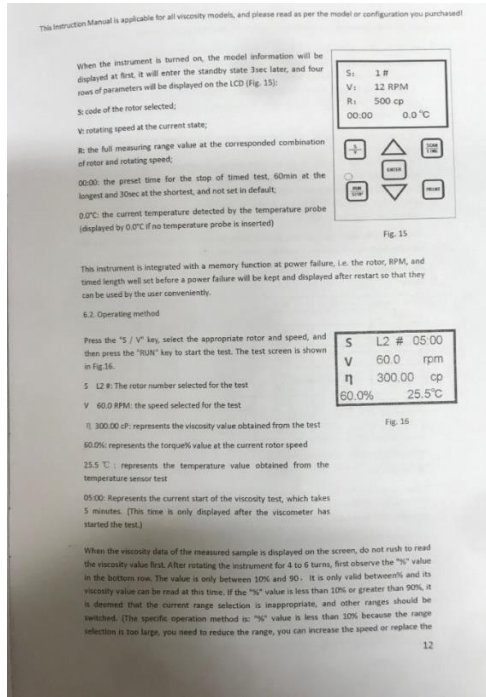 This Instruction Manual is applicable for all viscosity models, and please read as per the model or configuration you purchased!
When the instrument is turned on, the model information will be
displayed at first, it will enter the standby state 3sec later, and four
rows of parameters will be displayed on the LCD (Fig. 15):
S: code of the rotor selected;
V: rotating speed at the current state;
R: the full measuring range value at the corresponded combination
of rotor and rotating speed;
00:00: the preset time for the stop of timed test, 60min at the
longest and 30sec at the shortest, and not set in default;
0.0°C: the current temperature detected by the temperature probe
(displayed by 0.0°C if no temperature probe is inserted)
S: 1#
V: 12 RPM
R: 500 cp
00:00 0.0°C
S/V
SCAN
TIME
ENTER
RUN
STOP
PRINT
Fig. 15
This instrument is integrated with a memory function at power failure, i.e. the rotor, RPM, and
timed length well set before a power failure will be kept and displayed after restart so that they
can be used by the user conveniently.
6.2. Operating method
Press the "S / V" key, select the appropriate rotor and speed, and
then press the "RUN" key to start the test. The test screen is shown
in Fig.16.
S L2 #: The rotor number selected for the test
V 60.0 RPM: the speed selected for the test
η 300.00 cP: represents the viscosity value obtained from the test
60.0%: represents the torque% value at the current rotor speed
25.5 ℃ : represents the temperature value obtained from the
temperature sensor test
05:00: Represents the current start of the viscosity test, which takes
5 minutes. (This time is only displayed after the viscometer has
started the test.)
S L2 # 05:00
V 60.0 rpm
η 300.00 cp
60.0% 25.5℃
Fig. 16
When the viscosity data of the measured sample is displayed on the screen, do not rush to read
the viscosity value first. After rotating the instrument for 4 to 6 turns, first observe the "%" value
in the bottom row. The value is only between 10% and 90. It is only valid between% and its
viscosity value can be read at this time. If the "%" value is less than 10% or greater than 90%, it
is deemed that the current range selection is inappropriate, and other ranges should be
switched. (The specific operation method is: "%" value is less than 10% because the range
selection is too large, you need to reduce the range, you can increase the speed or replace the
12